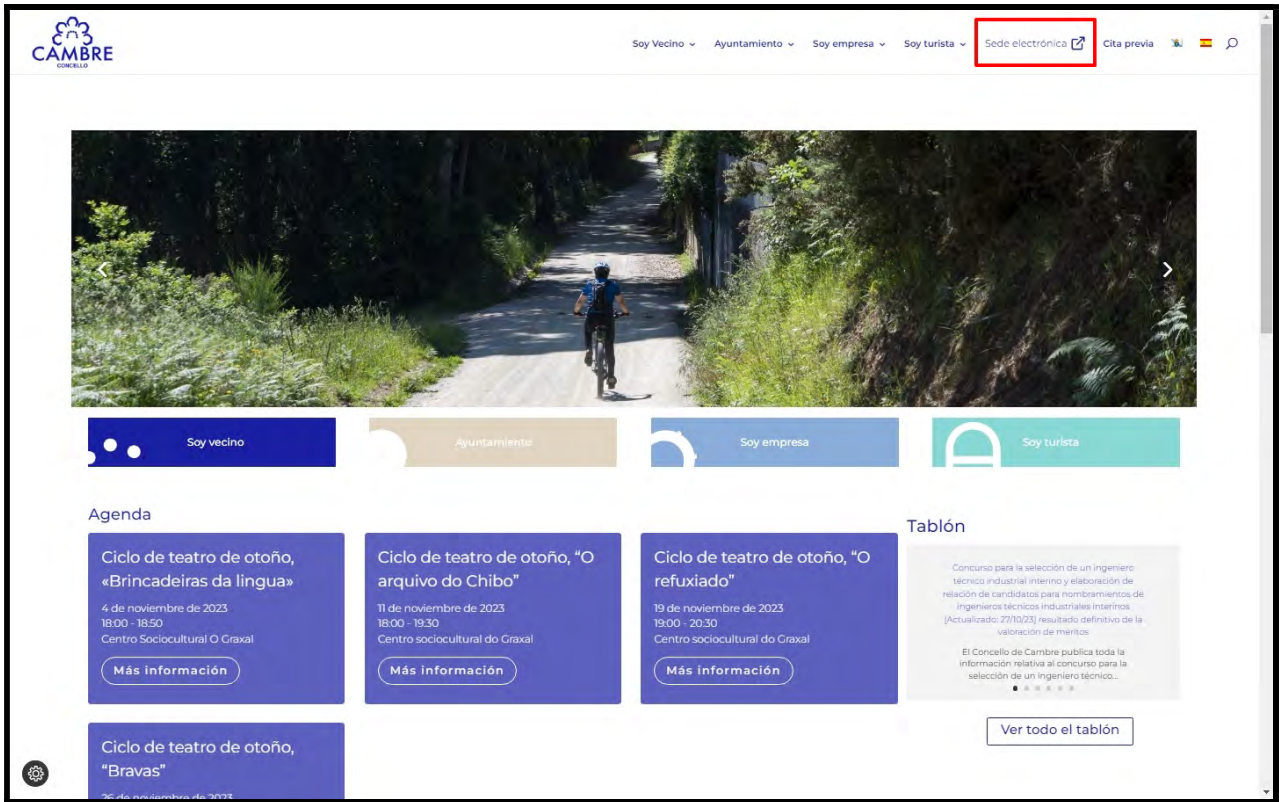 CAMBRE
CONCELLO
Soy Vecino
Ayuntamiento
Soy empresa
Soy turista
Sede electrónica
Cita previa
Soy vecino
Ayuntamiento
Soy empresa
Soy turista
Agenda
Ciclo de teatro de otoño,
«Brincadeiras da lingua»
4 de noviembre de 2023
18:00 - 18:50
Centro Sociocultural O Graxal
Más información
Ciclo de teatro de otoño, “O
arquivo do Chibo”
11 de noviembre de 2023
18:00 - 19:30
Centro sociocultural do Graxal
Más información
Ciclo de teatro de otoño, “O
refuxiado”
19 de noviembre de 2023
19:00 - 20:30
Centro sociocultural do Graxal
Más información
Tablón
Concurso para la selección de un ingeniero
técnico industrial interino y elaboración de
relación de candidatos para nombramientos de
ingenieros técnicos industriales interinos
[Actualizado: 27/10/23] resultado definitivo de la
valoración de méritos
El Concello de Cambre publica toda la
información relativa al concurso para la
selección de un ingeniero técnico...
Ver todo el tablón
Ciclo de teatro de otoño,
“Bravas”
26 de noviembre de 2023